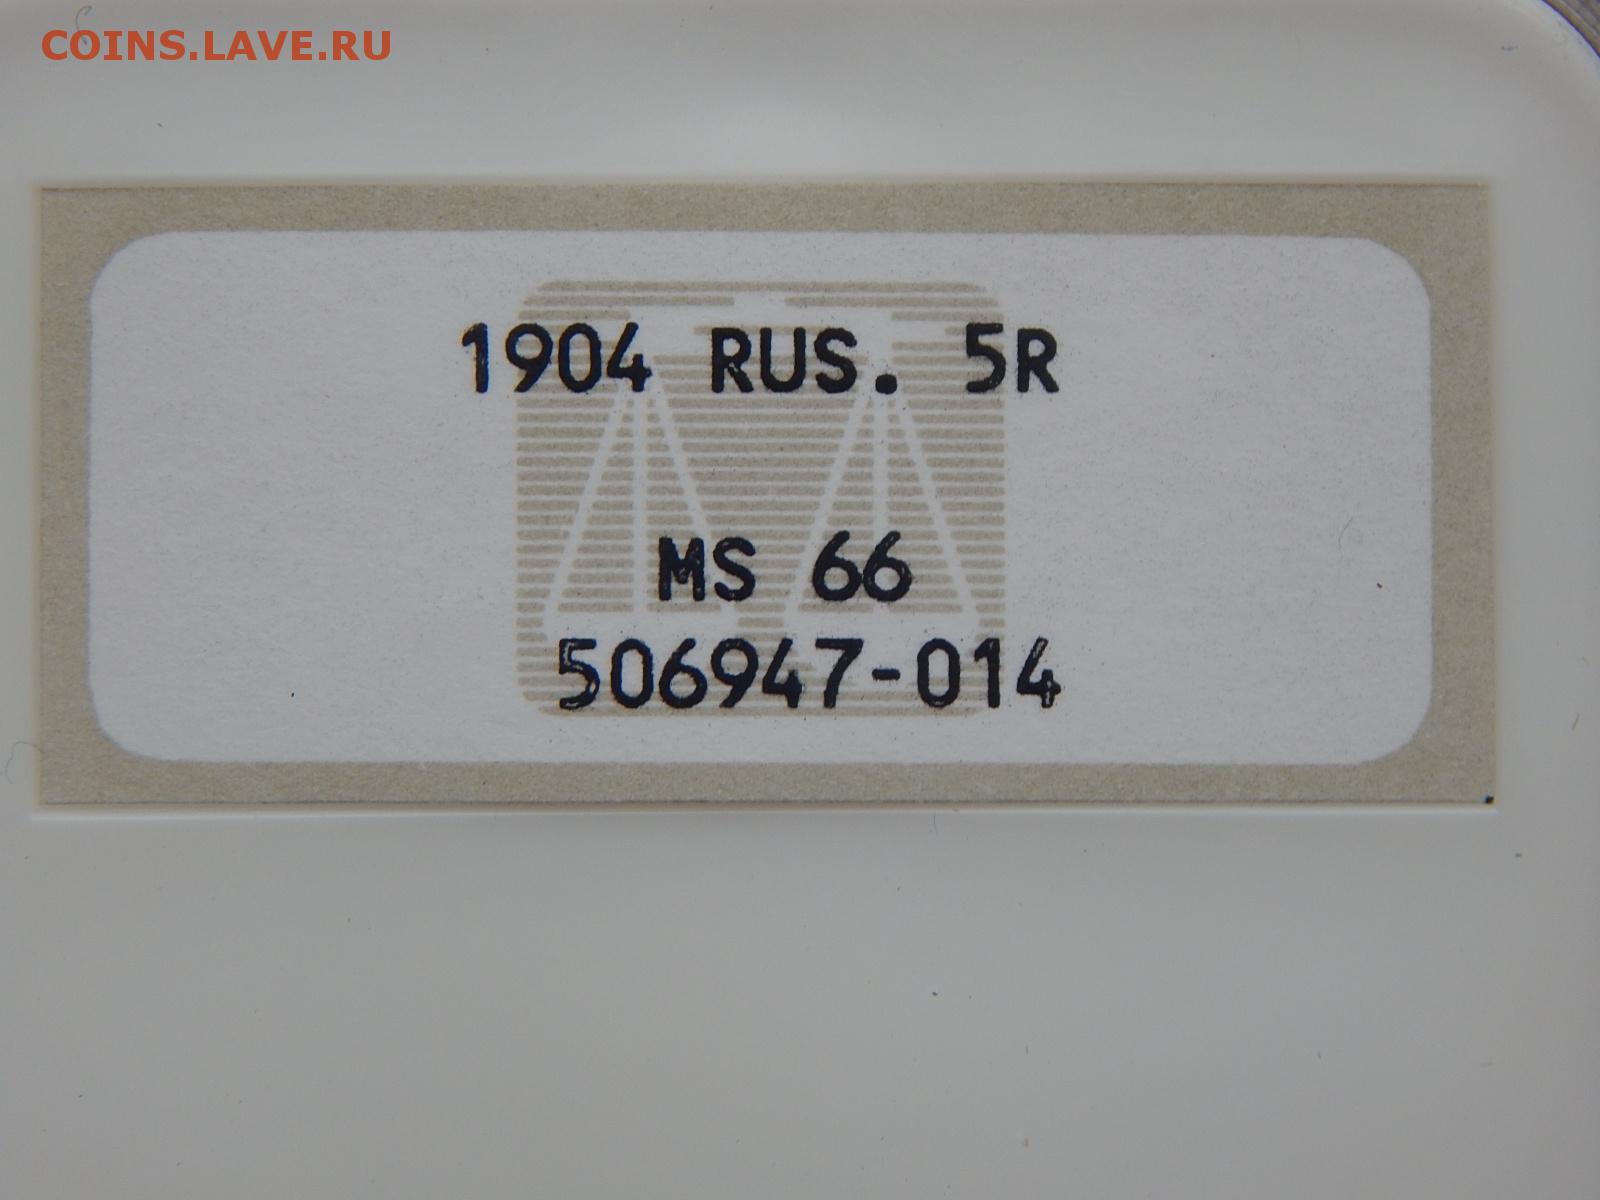 COINS.LAVE.RU
1904 RUS. 5R
MS 66
506947-014